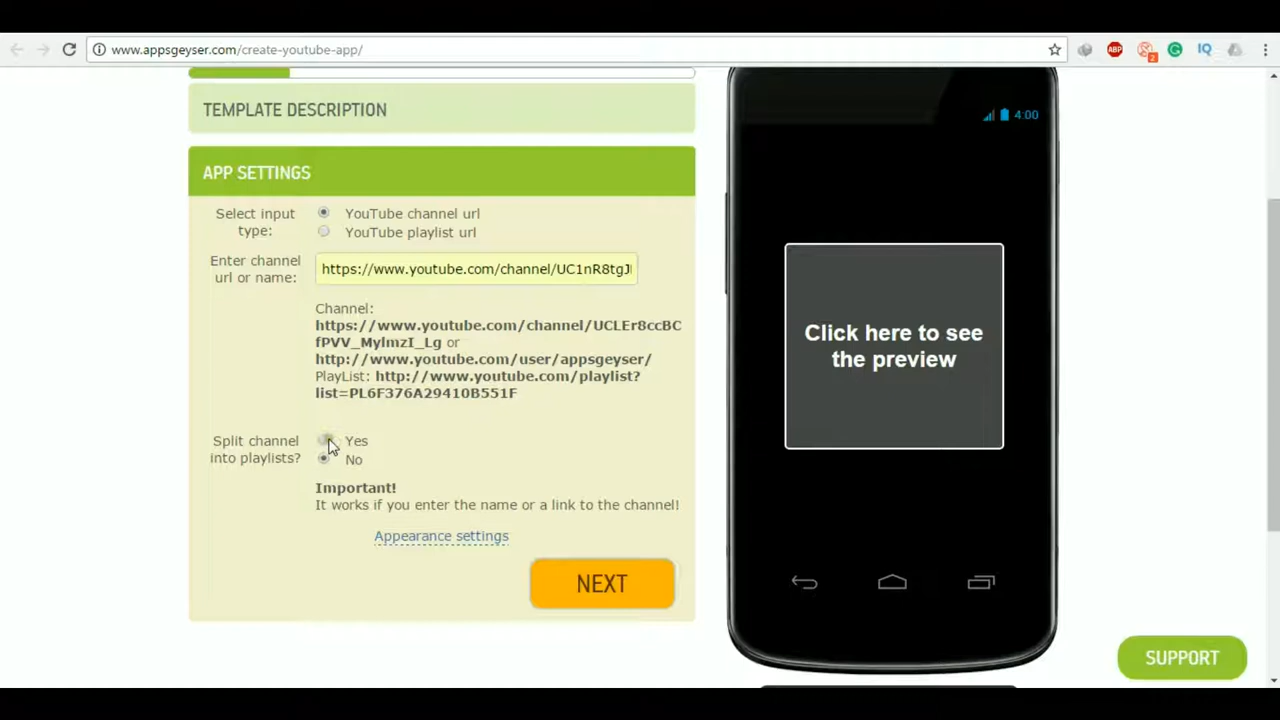 www.appsgeyser.com/create-youtube-app/
ABP
2
IQ
TEMPLATE DESCRIPTION
APP SETTINGS
Select input
type:
YouTube channel url
YouTube playlist url
Enter channel
url or name:
https://www.youtube.com/channel/UC1nR8tgJ
Channel:
https://www.youtube.com/channel/UCLEr8ccBC
fPVV_MylmzI_Lg or
http://www.youtube.com/user/appsgeyser/
PlayList: http://www.youtube.com/playlist?
list=PL6F376A29410B551F
Split channel
into playlists?
Yes
No
Important!
It works if you enter the name or a link to the channel!
Appearance settings
NEXT
4:00
Click here to see
the preview
SUPPORT